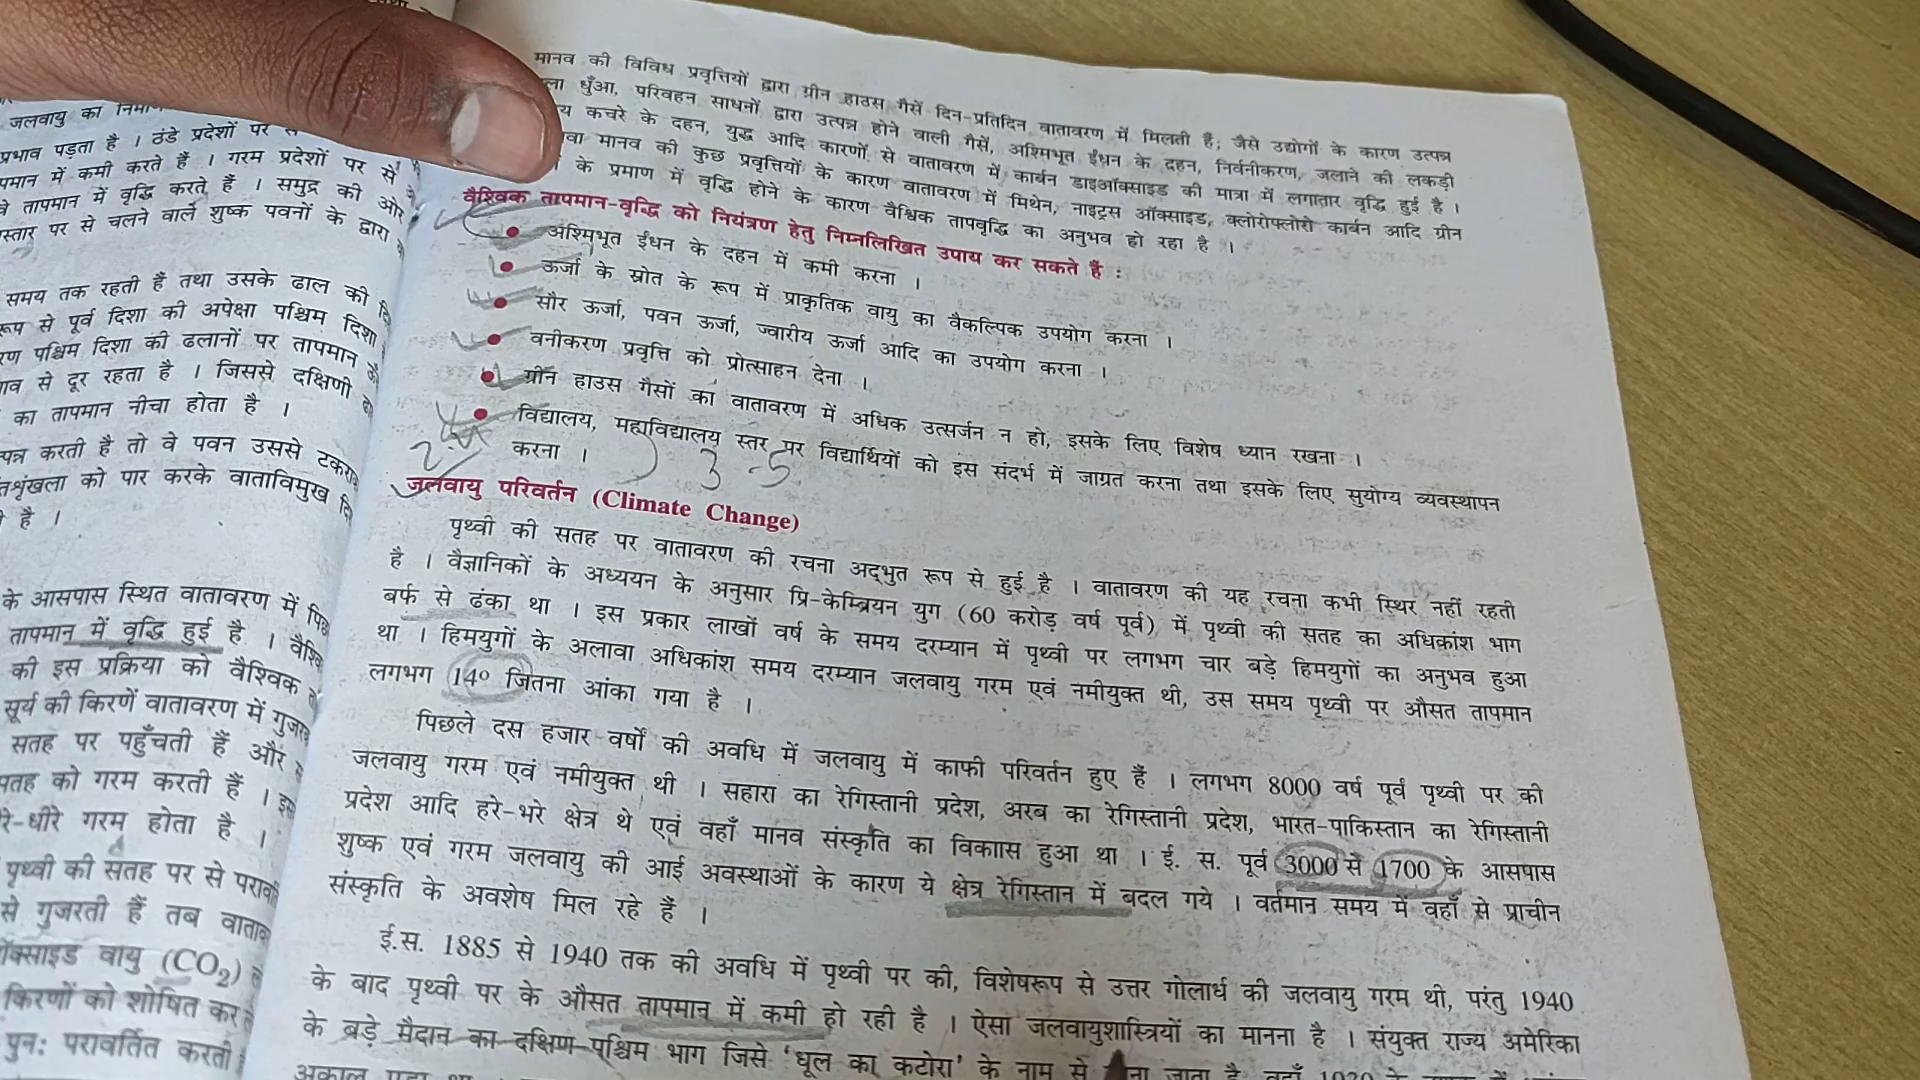 जलवायु का
प्रभाव पड़ता है । ठंडे प्रदेशों पर से
पमान में कमी करते हैं । गरम प्रदेशों पर से
वे तापमान में वृद्धि करते हैं । समुद्र की ओर
स्तार पर से चलने वाले शुष्क पवनों के द्वारा
समय तक रहती हैं तथा उसके ढाल की
रूप से पूर्व दिशा की अपेक्षा पश्चिम दिशा
रण पश्चिम दिशा की ढलानों पर तापमान
व से दूर रहता है । जिससे दक्षिणी
का तापमान नीचा होता है ।
पन्न करती है तो वे पवन उससे टकरा
तशृंखला को पार करके वाताविमुख
है ।
के आसपास स्थित वातावरण में
तापमान में वृद्धि हुई है ।
की इस प्रक्रिया को वैश्विक
सूर्य की किरणें वातावरण में
सतह पर पहुँचती हैं और
सतह को गरम करती हैं ।
रे-धीरे गरम होता है ।
पृथ्वी की सतह पर से
से गुजरती हैं तब
ऑक्साइड वायु (CO₂)
किरणों को शोषित कर
पुनः परावर्तित करती
मानव की विविध प्रवृत्तियों द्वारा ग्रीन हाउस गैसें दिन-प्रतिदिन वातावरण में मिलती हैं; जैसे उद्योगों के कारण उत्पन्न
ला धुँआ, परिवहन साधनों द्वारा उत्पन्न होने वाली गैसें, अश्मिभूत ईंधन के दहन, निर्वनीकरण, जलाने की लकड़ी
य कचरे के दहन, युद्ध आदि कारणों से वातावरण में कार्बन डाइऑक्साइड की मात्रा में लगातार वृद्धि हुई है ।
वा मानव की कुछ प्रवृत्तियों के कारण वातावरण में मिथेन, नाइट्रस ऑक्साइड, क्लोरोफ्लोरो कार्बन आदि ग्रीन
के प्रमाण में वृद्धि होने के कारण वैश्विक तापवृद्धि का अनुभव हो रहा है ।
वैश्विक तापमान-वृद्धि को नियंत्रण हेतु निम्नलिखित उपाय कर सकते हैं :
● अश्मिभूत ईंधन के दहन में कमी करना ।
● ऊर्जा के स्रोत के रूप में प्राकृतिक वायु का वैकल्पिक उपयोग करना ।
● सौर ऊर्जा, पवन ऊर्जा, ज्वारीय ऊर्जा आदि का उपयोग करना ।
● वनीकरण प्रवृत्ति को प्रोत्साहन देना ।
● ग्रीन हाउस गैसों का वातावरण में अधिक उत्सर्जन न हो, इसके लिए विशेष ध्यान रखना ।
● विद्यालय, महाविद्यालय स्तर पर विद्यार्थियों को इस संदर्भ में जाग्रत करना तथा इसके लिए सुयोग्य व्यवस्थापन
करना ।
3-5
जलवायु परिवर्तन (Climate Change)
पृथ्वी की सतह पर वातावरण की रचना अद्भुत रूप से हुई है । वातावरण की यह रचना कभी स्थिर नहीं रहती
है । वैज्ञानिकों के अध्ययन के अनुसार प्रि-केम्ब्रियन युग (60 करोड़ वर्ष पूर्व) में पृथ्वी की सतह का अधिकांश भाग
बर्फ से ढंका था । इस प्रकार लाखों वर्ष के समय दरम्यान में पृथ्वी पर लगभग चार बड़े हिमयुगों का अनुभव हुआ
था । हिमयुगों के अलावा अधिकांश समय दरम्यान जलवायु गरम एवं नमीयुक्त थी, उस समय पृथ्वी पर औसत तापमान
लगभग 14° जितना आंका गया है ।
पिछले दस हजार वर्षों की अवधि में जलवायु में काफी परिवर्तन हुए हैं । लगभग 8000 वर्ष पूर्व पृथ्वी पर की
जलवायु गरम एवं नमीयुक्त थी । सहारा का रेगिस्तानी प्रदेश, अरब का रेगिस्तानी प्रदेश, भारत-पाकिस्तान का रेगिस्तानी
प्रदेश आदि हरे-भरे क्षेत्र थे एवं वहाँ मानव संस्कृति का विकाास हुआ था । ई. स. पूर्व 3000 से 1700 के आसपास
शुष्क एवं गरम जलवायु की आई अवस्थाओं के कारण ये क्षेत्र रेगिस्तान में बदल गये । वर्तमान समय में वहाँ से प्राचीन
संस्कृति के अवशेष मिल रहे हैं ।
ई.स. 1885 से 1940 तक की अवधि में पृथ्वी पर की, विशेषरूप से उत्तर गोलार्ध की जलवायु गरम थी, परंतु 1940
के बाद पृथ्वी पर के औसत तापमान में कमी हो रही है । ऐसा जलवायुशास्त्रियों का मानना है । संयुक्त राज्य अमेरिका
के बड़े मैदान का दक्षिण-पश्चिम भाग जिसे ‘धूल का कटोरा’ के नाम से जाता है,